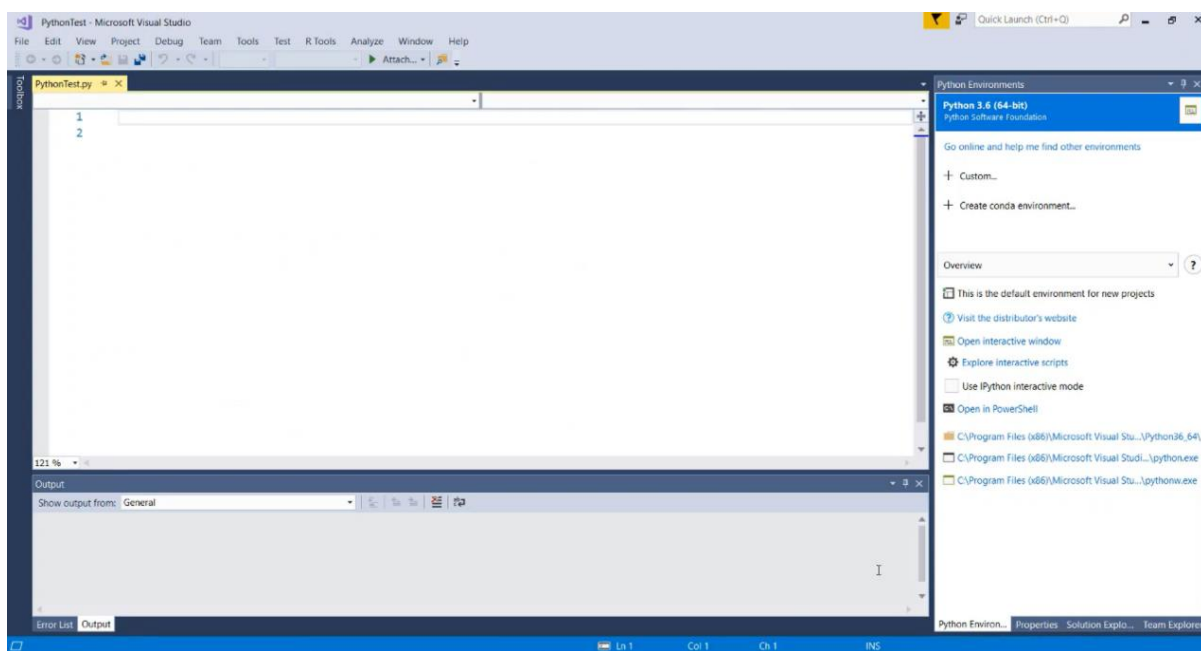 PythonTest - Microsoft Visual Studio
Quick Launch (Ctrl+Q)
File Edit View Project Debug Team Tools Test R Tools Analyze Window Help
Attach...
Toolbox
PythonTest.py
1
2
121 %
Output
Show output from: General
Error List Output
Python Environments
Python 3.6 (64-bit)
Python Software Foundation
Go online and help me find other environments
+ Custom...
+ Create conda environment...
Overview
?
This is the default environment for new projects
Visit the distributor's website
Open interactive window
Explore interactive scripts
Use IPython interactive mode
Open in PowerShell
C:\Program Files (x86)\Microsoft Visual Stu...\Python36_64\
C:\Program Files (x86)\Microsoft Visual Studi...\python.exe
C:\Program Files (x86)\Microsoft Visual Stu...\pythonw.exe
Python Environ... Properties Solution Explo... Team Explorer
Ln 1 Col 1 Ch 1 INS